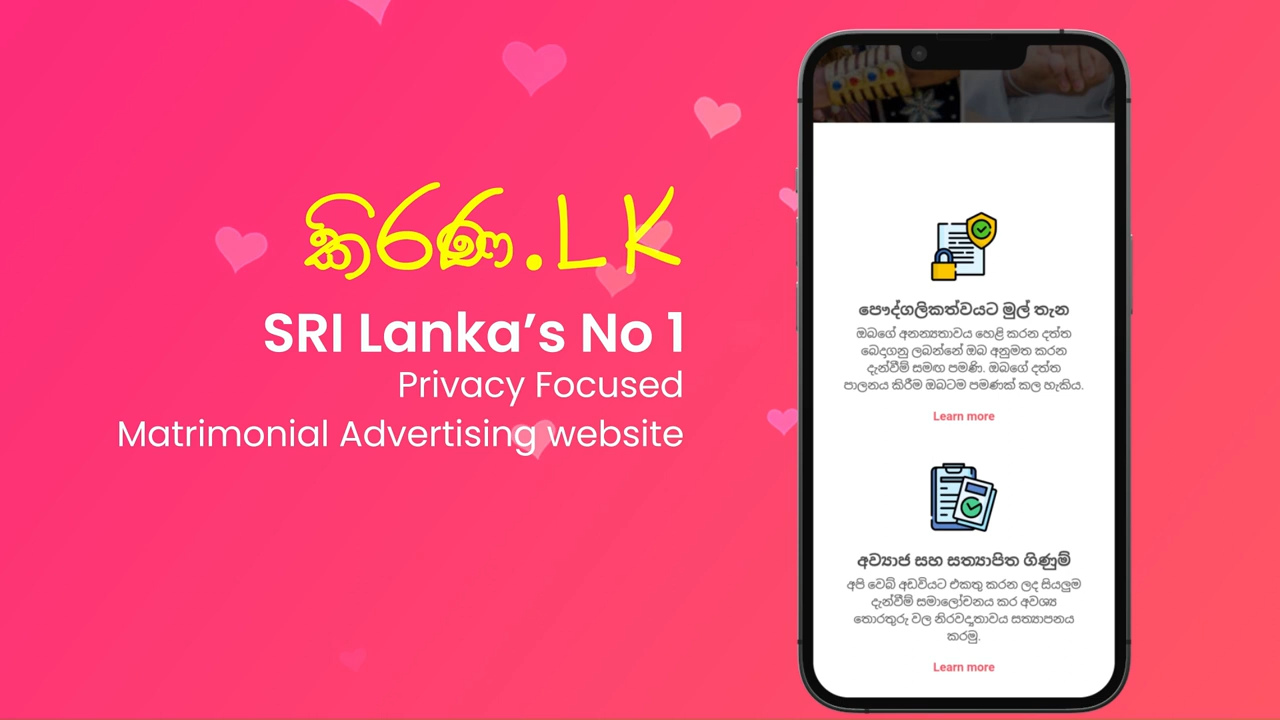 කිරණ.LK
SRI Lanka’s No 1
Privacy Focused
Matrimonial Advertising website
පෞද්ගලිකත්වයට මුල් තැන
ඔබගේ අනන්‍යතාවය හෙළි කරන දත්ත
බෙදාගනු ලබන්නේ ඔබ අනුමත කරන
දැන්වීම් සමඟ පමණි. ඔබගේ දත්ත
පාලනය කිරීම ඔබටම පමණක් කල හැකිය.
Learn more
අව්‍යාජ සහ සත්‍යාපිත ගිණුම්
අපි වෙබ් අඩවියට එකතු කරන ලද සියලුම
දැන්වීම් සමාලෝචනය කර අවශ්‍ය
තොරතුරු වල නිරවද්‍යතාවය සත්‍යාපනය
කරමු.
Learn more